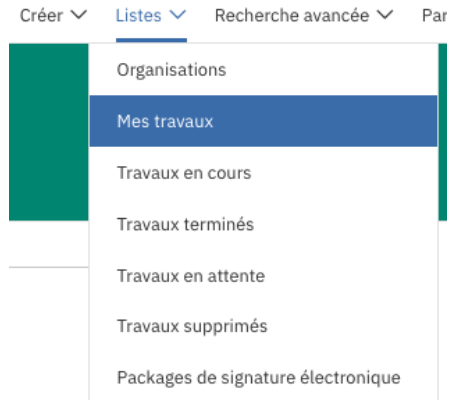 Créer Listes Recherche avancée Par
Organisations
Mes travaux
Travaux en cours
Travaux terminés
Travaux en attente
Travaux supprimés
Packages de signature électronique